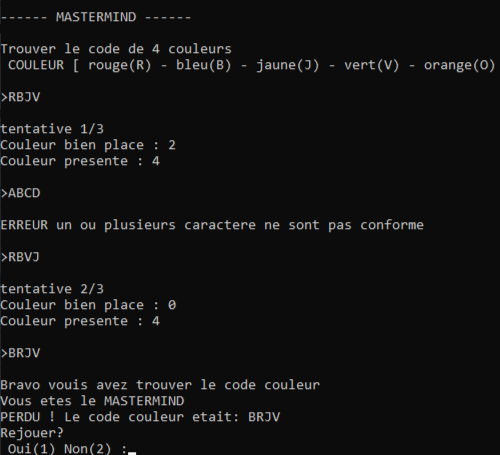 ------ MASTERMIND ------
Trouver le code de 4 couleurs
COULEUR [ rouge(R) - bleu(B) - jaune(J) - vert(V) - orange(O)
>RBJV
tentative 1/3
Couleur bien place : 2
Couleur presente : 4
>ABCD
ERREUR un ou plusieurs caractere ne sont pas conforme
>RBVJ
tentative 2/3
Couleur bien place : 0
Couleur presente : 4
>BRJV
Bravo vouis avez trouver le code couleur
Vous etes le MASTERMIND
PERDU ! Le code couleur etait: BRJV
Rejouer?
Oui(1) Non(2) :